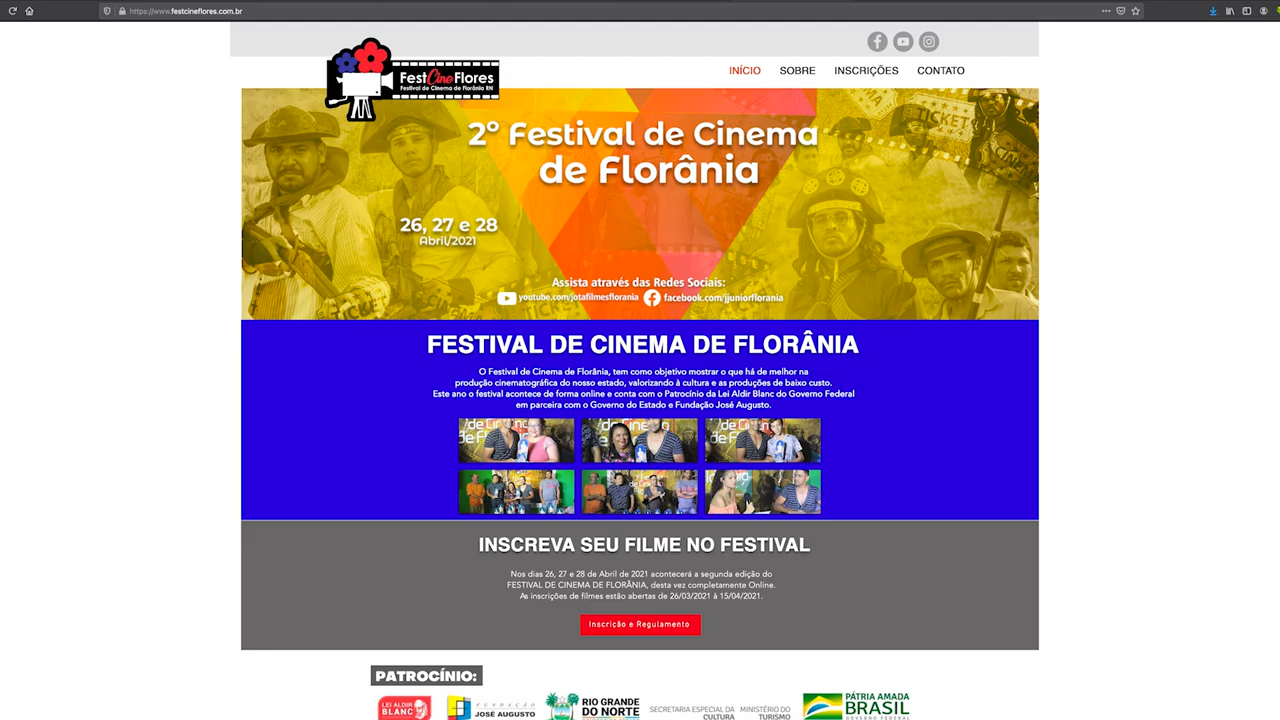 https://www.festcineflores.com.br
FestCineFlores
Festival de Cinema de Florânia RN
INÍCIO SOBRE INSCRIÇÕES CONTATO
TICKET
TICKET
2º Festival de Cinema
de Florânia
26, 27 e 28
Abril/2021
Assista através das Redes Sociais:
youtube.com/jotafilmesflorania facebook.com/jjuniorflorania
FESTIVAL DE CINEMA DE FLORÂNIA
O Festival de Cinema de Florânia, tem como objetivo mostrar o que há de melhor na
produção cinematográfica do nosso estado, valorizando à cultura e as produções de baixo custo.
Este ano o festival acontece de forma online e conta com o Patrocínio da Lei Aldir Blanc do Governo Federal
em parceira com o Governo do Estado e Fundação José Augusto.
INSCREVA SEU FILME NO FESTIVAL
Nos dias 26, 27 e 28 de Abril de 2021 acontecerá a segunda edição do
FESTIVAL DE CINEMA DE FLORÂNIA, desta vez completamente Online.
As inscrições de filmes estão abertas de 26/03/2021 à 15/04/2021.
Inscrição e Regulamento
PATROCÍNIO:
LEI ALDIR
BLANC
FUNDAÇÃO
JOSÉ AUGUSTO
RIO GRANDE
DO NORTE
SECRETARIA ESPECIAL DA
CULTURA
MINISTÉRIO DO
TURISMO
PÁTRIA AMADA
BRASIL
GOVERNO FEDERAL